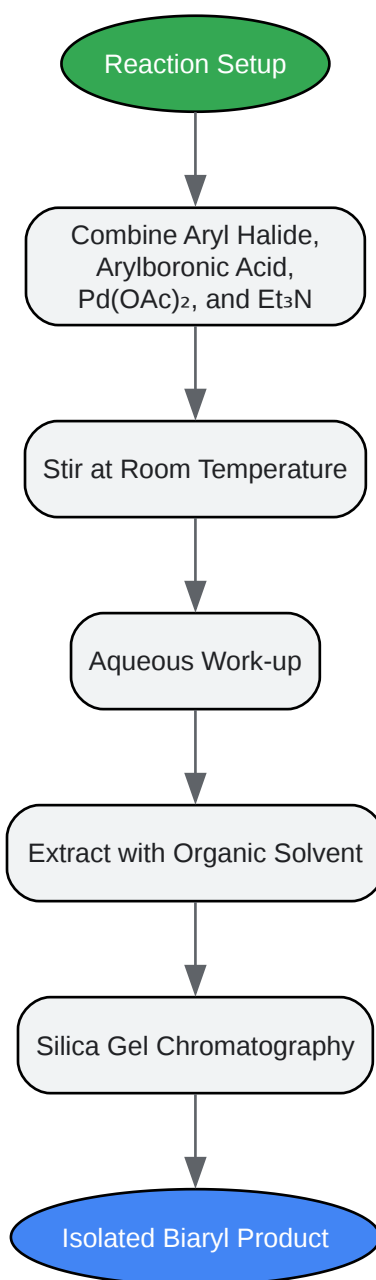 Reaction Setup
Combine Aryl Halide,
Arylboronic Acid,
Pd(OAc)₂, and Et₃N
Stir at Room Temperature
Aqueous Work-up
Extract with Organic Solvent
Silica Gel Chromatography
Isolated Biaryl Product